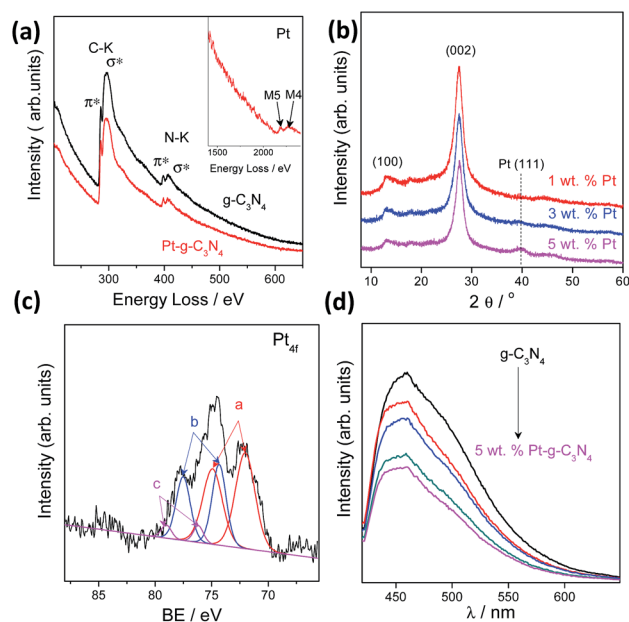 (a)
C-K
σ*
π*
N-K
π* σ*
g-C₃N₄
Pt-g-C₃N₄
Intensity ( arb.units)
300 400 500 600
Energy Loss / eV
Pt
M5 M4
1500 2000
Energy Loss / eV
(b)
(002)
(100)
Pt (111)
1 wt. % Pt
3 wt. % Pt
5 wt. % Pt
Intensity (arb. units)
10 20 30 40 50 60
2 θ / °
(c)
Pt₄f
a
b
c
Intensity (arb. units)
85 80 75 70
BE / eV
(d)
g-C₃N₄
5 wt. % Pt-g-C₃N₄
Intensity (arb. units)
450 500 550 600
λ / nm